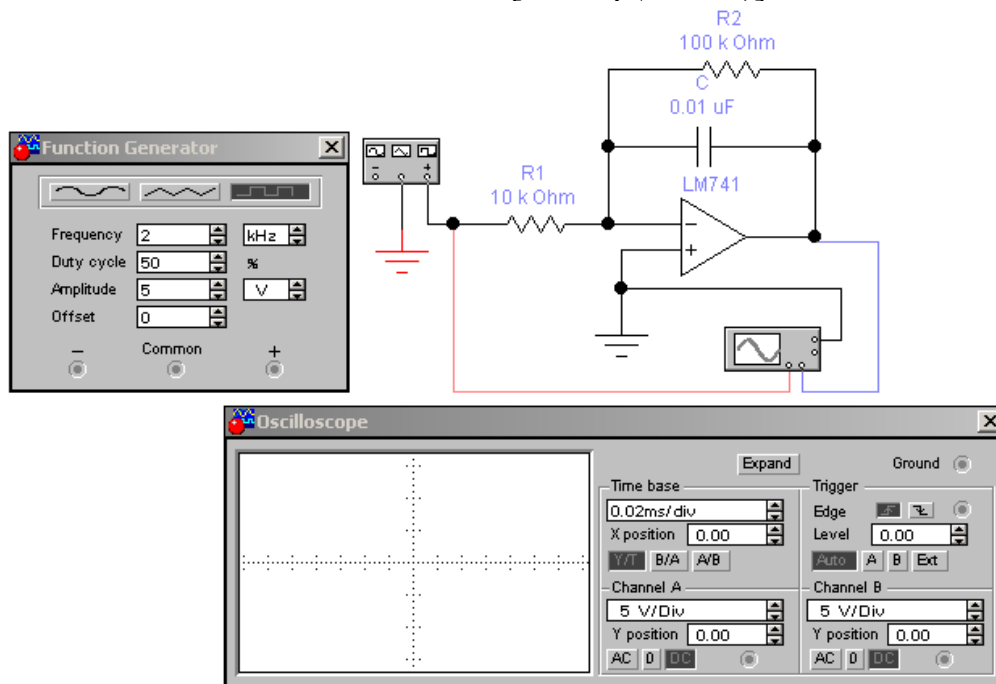 R2
100 k Ohm
C
0.01 uF
LM741
R1
10 k Ohm
Function Generator
Frequency 2 kHz
Duty cycle 50 %
Amplitude 5 V
Offset 0
− Common +
− +
− +
Oscilloscope
Expand Ground
Time base
0.02ms/div
X position 0.00
Y/T B/A A/B
Trigger
Edge
Level 0.00
Auto A B Ext
Channel A
5 V/Div
Y position 0.00
AC 0 DC
Channel B
5 V/Div
Y position 0.00
AC 0 DC